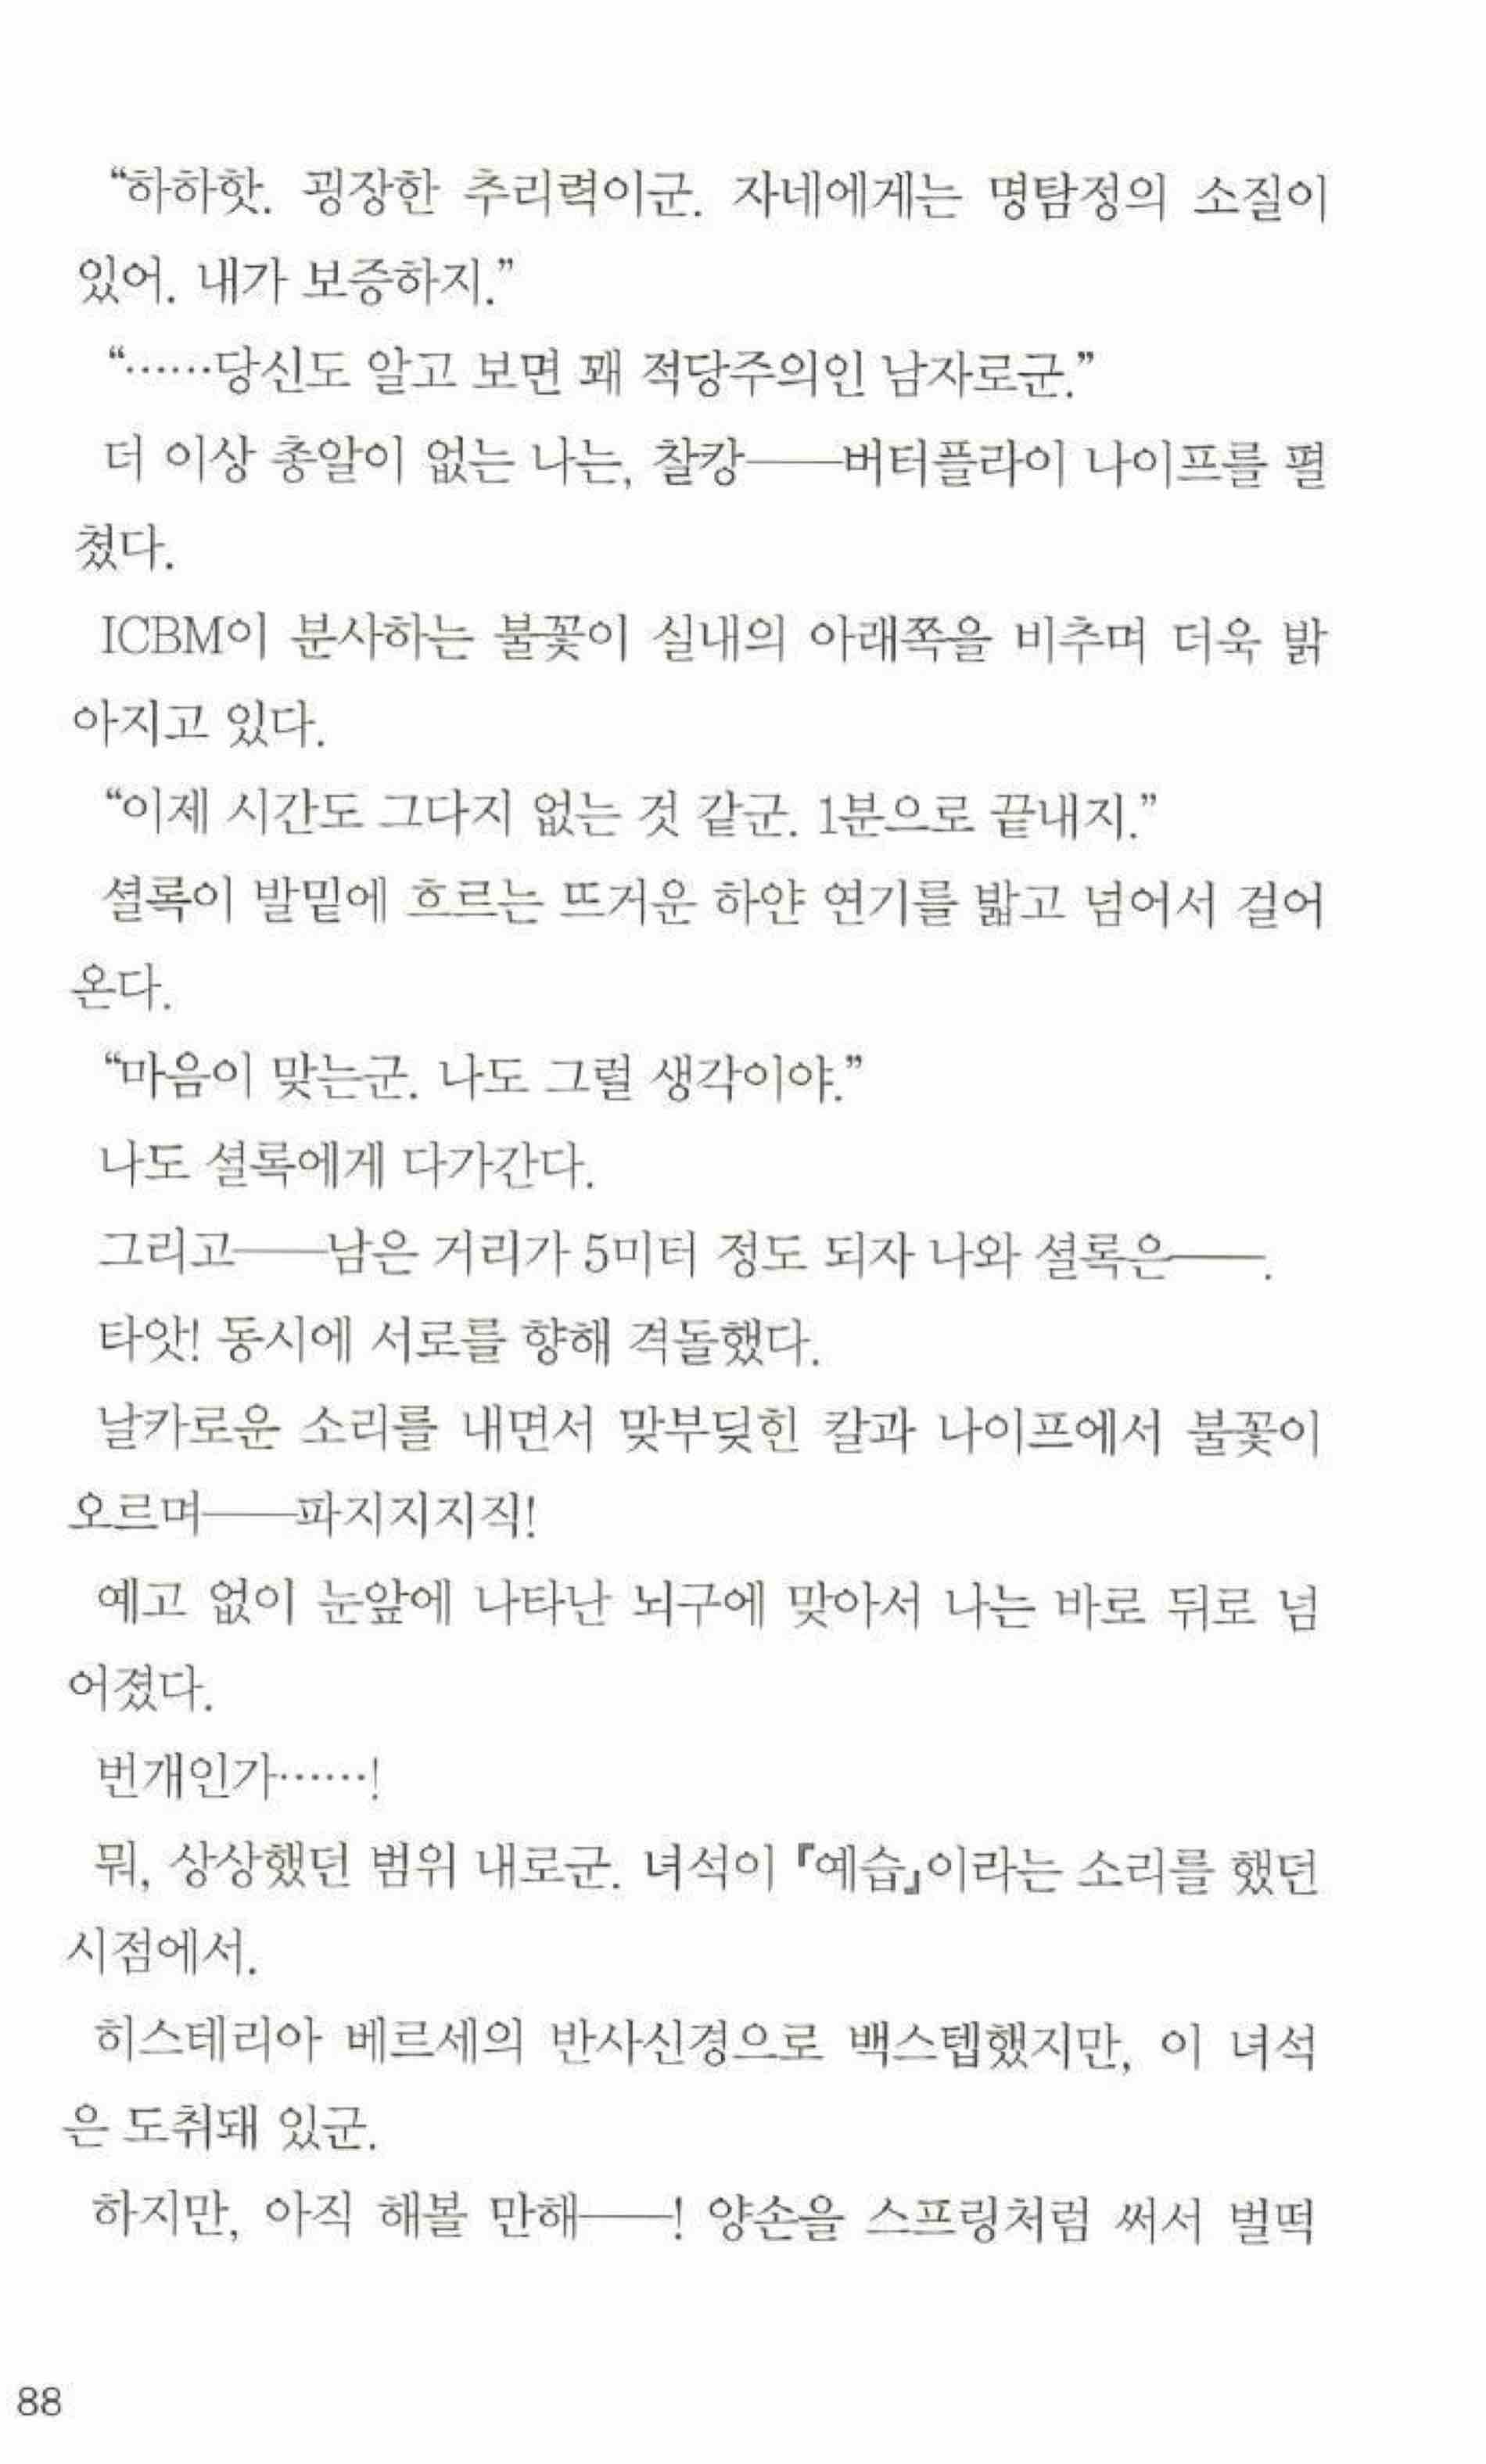 “하하핫. 굉장한 추리력이군. 자네에게는 명탐정의 소질이
있어. 내가 보증하지.”
“……당신도 알고 보면 꽤 적당주의인 남자로군.”
더 이상 총알이 없는 나는, 찰캉――버터플라이 나이프를 펼
쳤다.
ICBM이 분사하는 불꽃이 실내의 아래쪽을 비추며 더욱 밝
아지고 있다.
“이제 시간도 그다지 없는 것 같군. 1분으로 끝내지.”
셜록이 발밑에 흐르는 뜨거운 하얀 연기를 밟고 넘어서 걸어
온다.
“마음이 맞는군. 나도 그럴 생각이야.”
나도 셜록에게 다가간다.
그리고――남은 거리가 5미터 정도 되자 나와 셜록은――.
타앗! 동시에 서로를 향해 격돌했다.
날카로운 소리를 내면서 맞부딪힌 칼과 나이프에서 불꽃이
오르며――파지지지직!
예고 없이 눈앞에 나타난 뇌구에 맞아서 나는 바로 뒤로 넘
어졌다.
번개인가……!
뭐, 상상했던 범위 내로군. 녀석이 『예습』이라는 소리를 했던
시점에서.
히스테리아 베르세의 반사신경으로 백스텝했지만, 이 녀석
은 도취돼 있군.
하지만, 아직 해볼 만해――! 양손을 스프링처럼 써서 벌떡
88